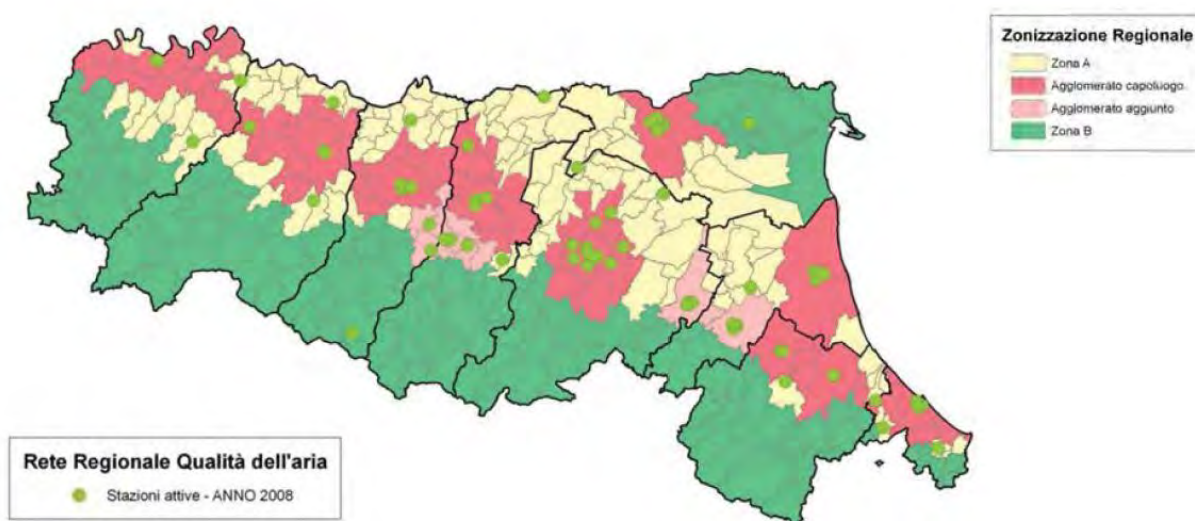 Zonizzazione Regionale
Zona A
Agglomerato capoluogo
Agglomerato aggiunto
Zona B
Rete Regionale Qualità dell'aria
Stazioni attive - ANNO 2008